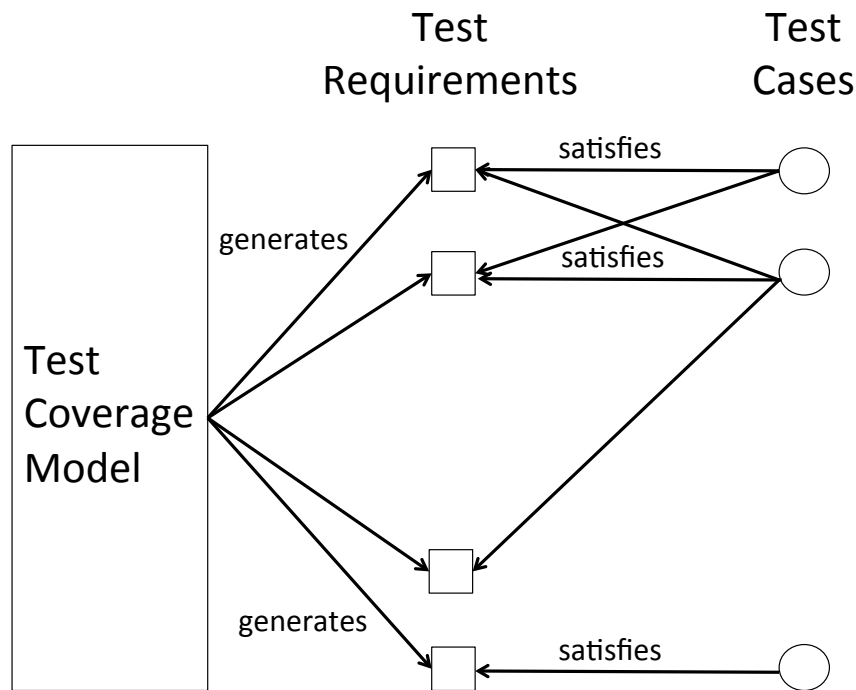 Test
Requirements
Test
Cases
satisfies
generates
satisfies
Test
Coverage
Model
generates
satisfies